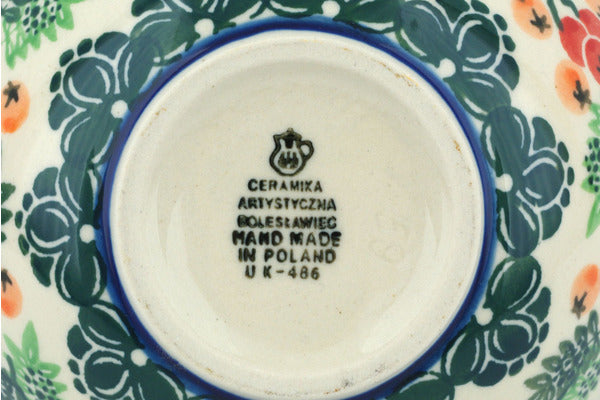 CERAMIKA
ARTYSTYCZNA
BOLESŁAWIEC
HAND MADE
IN POLAND
UK-486